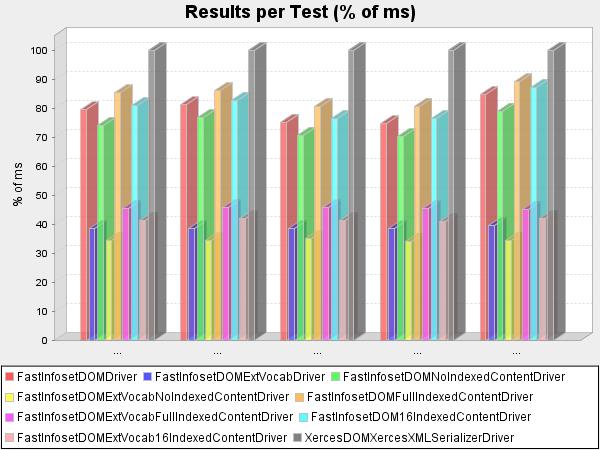 Results per Test (% of ms)
% of ms
100
90
80
70
60
50
40
30
20
10
0
... ... ... ... ...
FastInfosetDOMDriver FastInfosetDOMExtVocabDriver FastInfosetDOMNoIndexedContentDriver
FastInfosetDOMExtVocabNoIndexedContentDriver FastInfosetDOMFullIndexedContentDriver
FastInfosetDOMExtVocabFullIndexedContentDriver FastInfosetDOM16IndexedContentDriver
FastInfosetDOMExtVocab16IndexedContentDriver XercesDOMXercesXMLSerializerDriver